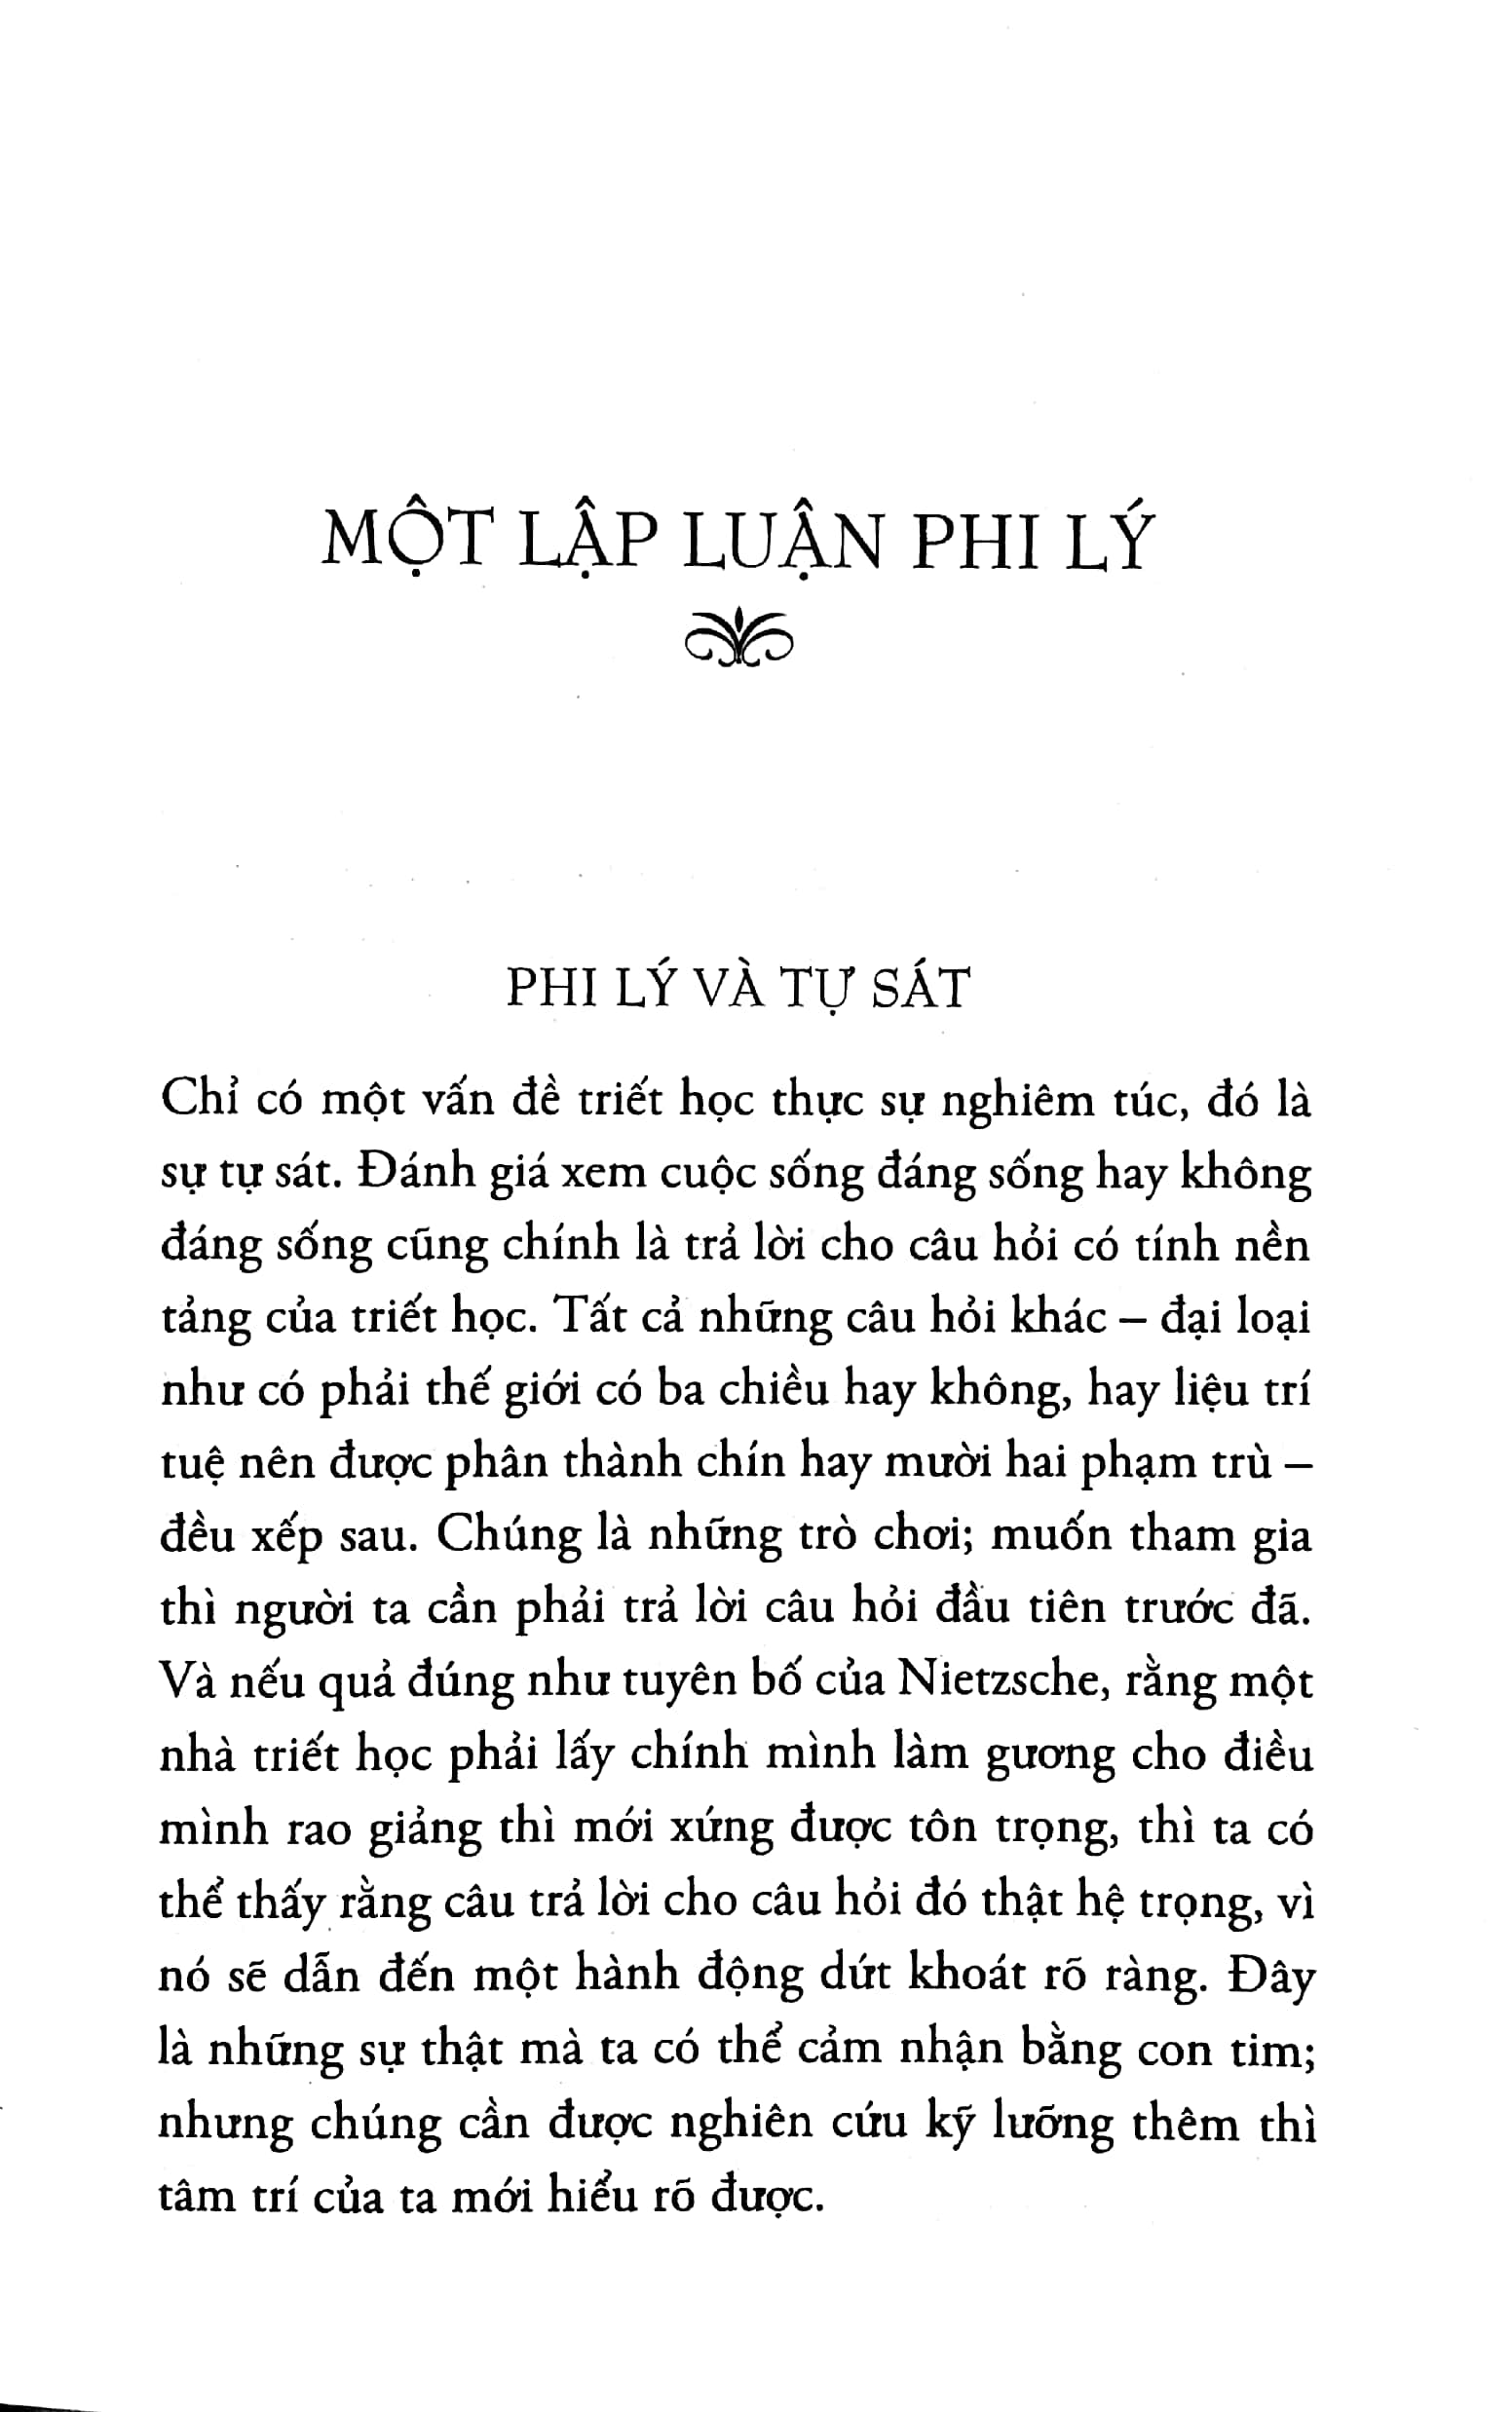 MỘT LẬP LUẬN PHI LÝ
PHI LÝ VÀ TỰ SÁT
Chỉ có một vấn đề triết học thực sự nghiêm túc, đó là
sự tự sát. Đánh giá xem cuộc sống đáng sống hay không
đáng sống cũng chính là trả lời cho câu hỏi có tính nền
tảng của triết học. Tất cả những câu hỏi khác – đại loại
như có phải thế giới có ba chiều hay không, hay liệu trí
tuệ nên được phân thành chín hay mười hai phạm trù –
đều xếp sau. Chúng là những trò chơi; muốn tham gia
thì người ta cần phải trả lời câu hỏi đầu tiên trước đã.
Và nếu quả đúng như tuyên bố của Nietzsche, rằng một
nhà triết học phải lấy chính mình làm gương cho điều
mình rao giảng thì mới xứng được tôn trọng, thì ta có
thể thấy rằng câu trả lời cho câu hỏi đó thật hệ trọng, vì
nó sẽ dẫn đến một hành động dứt khoát rõ ràng. Đây
là những sự thật mà ta có thể cảm nhận bằng con tim;
nhưng chúng cần được nghiên cứu kỹ lưỡng thêm thì
tâm trí của ta mới hiểu rõ được.